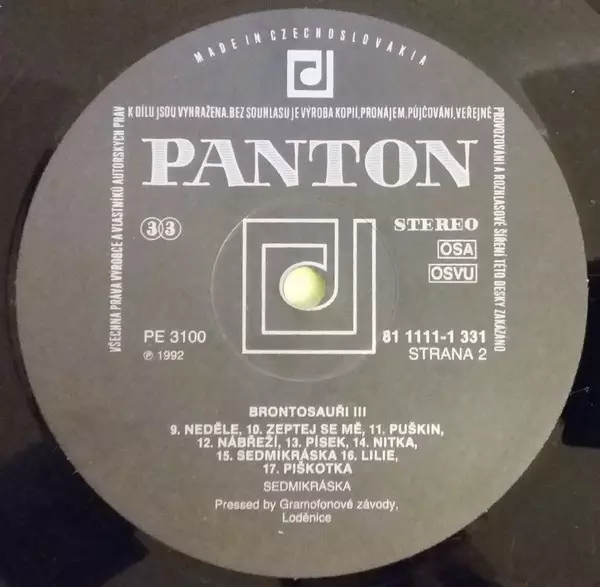 MADE IN CZECHOSLOVAKIA
VŠECHNA PRÁVA VÝROBCE A VLASTNÍKŮ AUTORSKÝCH PRÁV
K DÍLU JSOU VYHRAŽENA. BEZ SOUHLASU JE VÝROBA KOPIÍ, PRONÁJEM, PŮJČOVÁNÍ, VEŘEJNÉ
PROVOZOVÁNÍ A ROZHLASOVÉ ŠÍŘENÍ TÉTO DESKY ZAKÁZÁNO
PANTON
33
STEREO
OSA
OSVU
PE 3100
℗ 1992
81 1111-1 331
STRANA 2
BRONTOSAUŘI III
9. NEDĚLE, 10. ZEPTEJ SE MĚ, 11. PUŠKIN,
12. NÁBŘEŽÍ, 13. PÍSEK, 14. NITKA,
15. SEDMIKRÁSKA 16. LILIE,
17. PIŠKOTKA
SEDMIKRÁSKA
Pressed by Gramofonové závody,
Loděnice